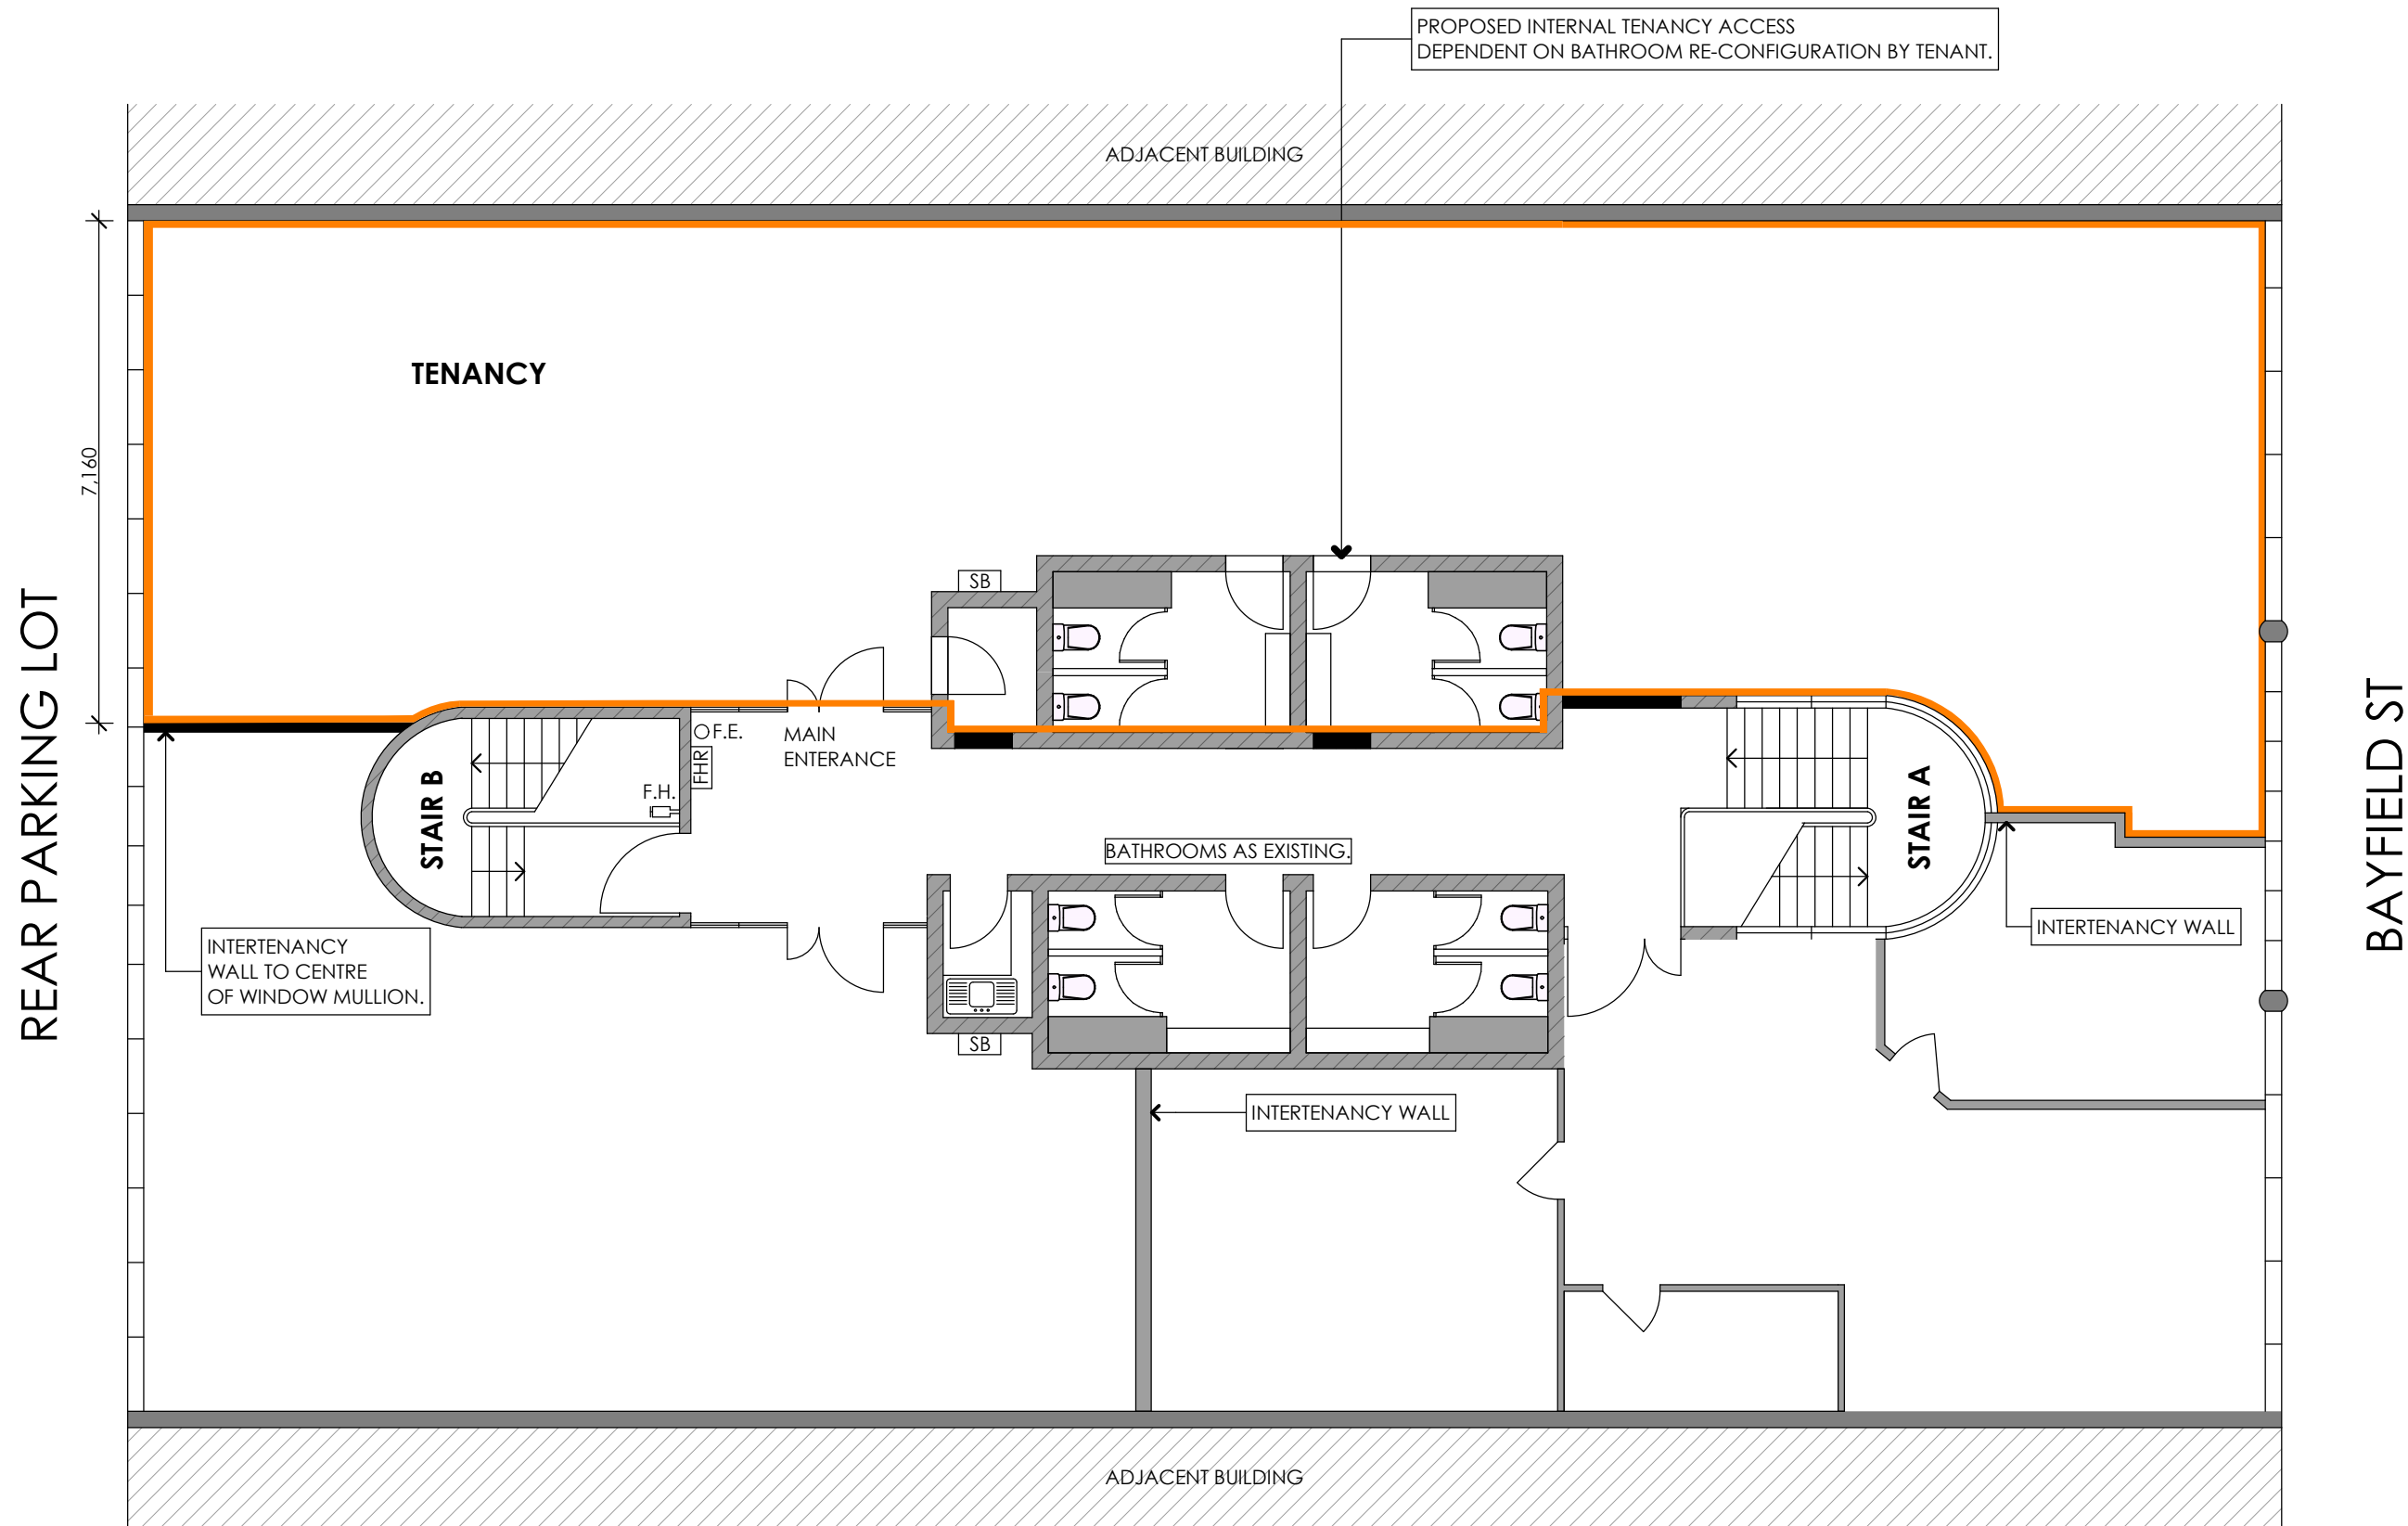 PROPOSED INTERNAL TENANCY ACCESS
DEPENDENT ON BATHROOM RE-CONFIGURATION BY TENANT.
ADJACENT BUILDING
TENANCY
7,160
SB
REAR PARKING LOT
BAYFIELD ST
F.E.
FHR
MAIN
ENTERANCE
F.H.
STAIR B
STAIR A
BATHROOMS AS EXISTING.
INTERTENANCY
WALL TO CENTRE
OF WINDOW MULLION.
INTERTENANCY WALL
SB
INTERTENANCY WALL
ADJACENT BUILDING